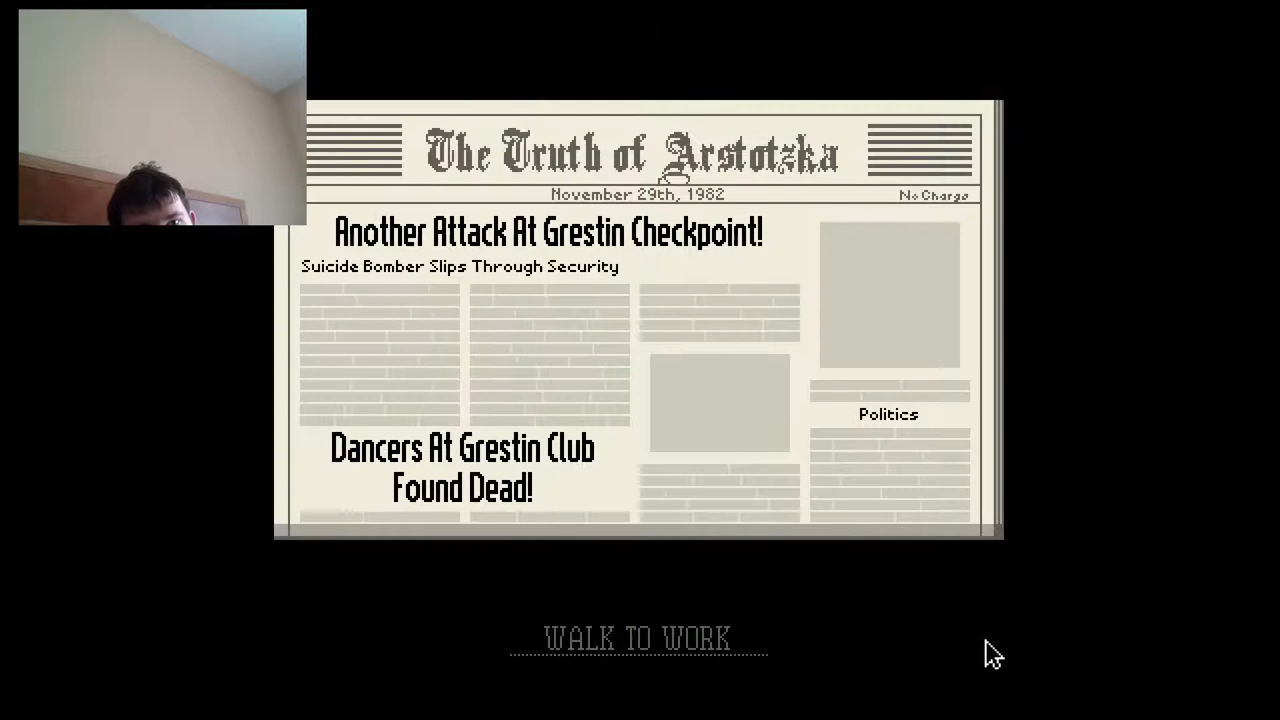 The Truth of Arstotzka
November 29th, 1982
No Charge
Another Attack At Grestin Checkpoint!
Suicide Bomber Slips Through Security
Politics
Dancers At Grestin Club
Found Dead!
WALK TO WORK